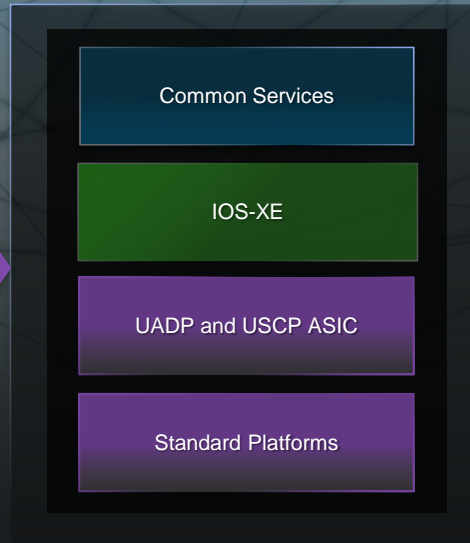 Common Services
IOS-XE
UADP and USCP ASIC
Standard Platforms